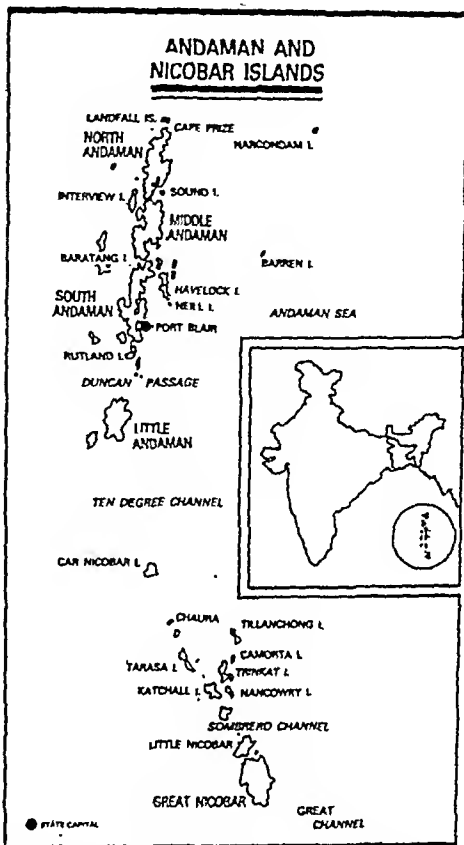 ANDAMAN AND
NICOBAR ISLANDS
LANDFALL IS.
CAPE PRIZE
NORTH
ANDAMAN
NARCONDAM I.
INTERVIEW I.
SOUND I.
MIDDLE
ANDAMAN
BARATANG I.
BARREN I.
HAVELOCK I.
NEILL I.
SOUTH
ANDAMAN
ANDAMAN SEA
PORT BLAIR
RUTLAND I.
DUNCAN PASSAGE
LITTLE
ANDAMAN
TEN DEGREE CHANNEL
CAR NICOBAR I.
CHAURA
TILLANCHONG I.
CAMORTA I.
TARASA I.
TRINKAT I.
KATCHALL I.
NANCOWRY I.
SOMBRERO CHANNEL
LITTLE NICOBAR
GREAT NICOBAR
GREAT
CHANNEL
STATE CAPITAL